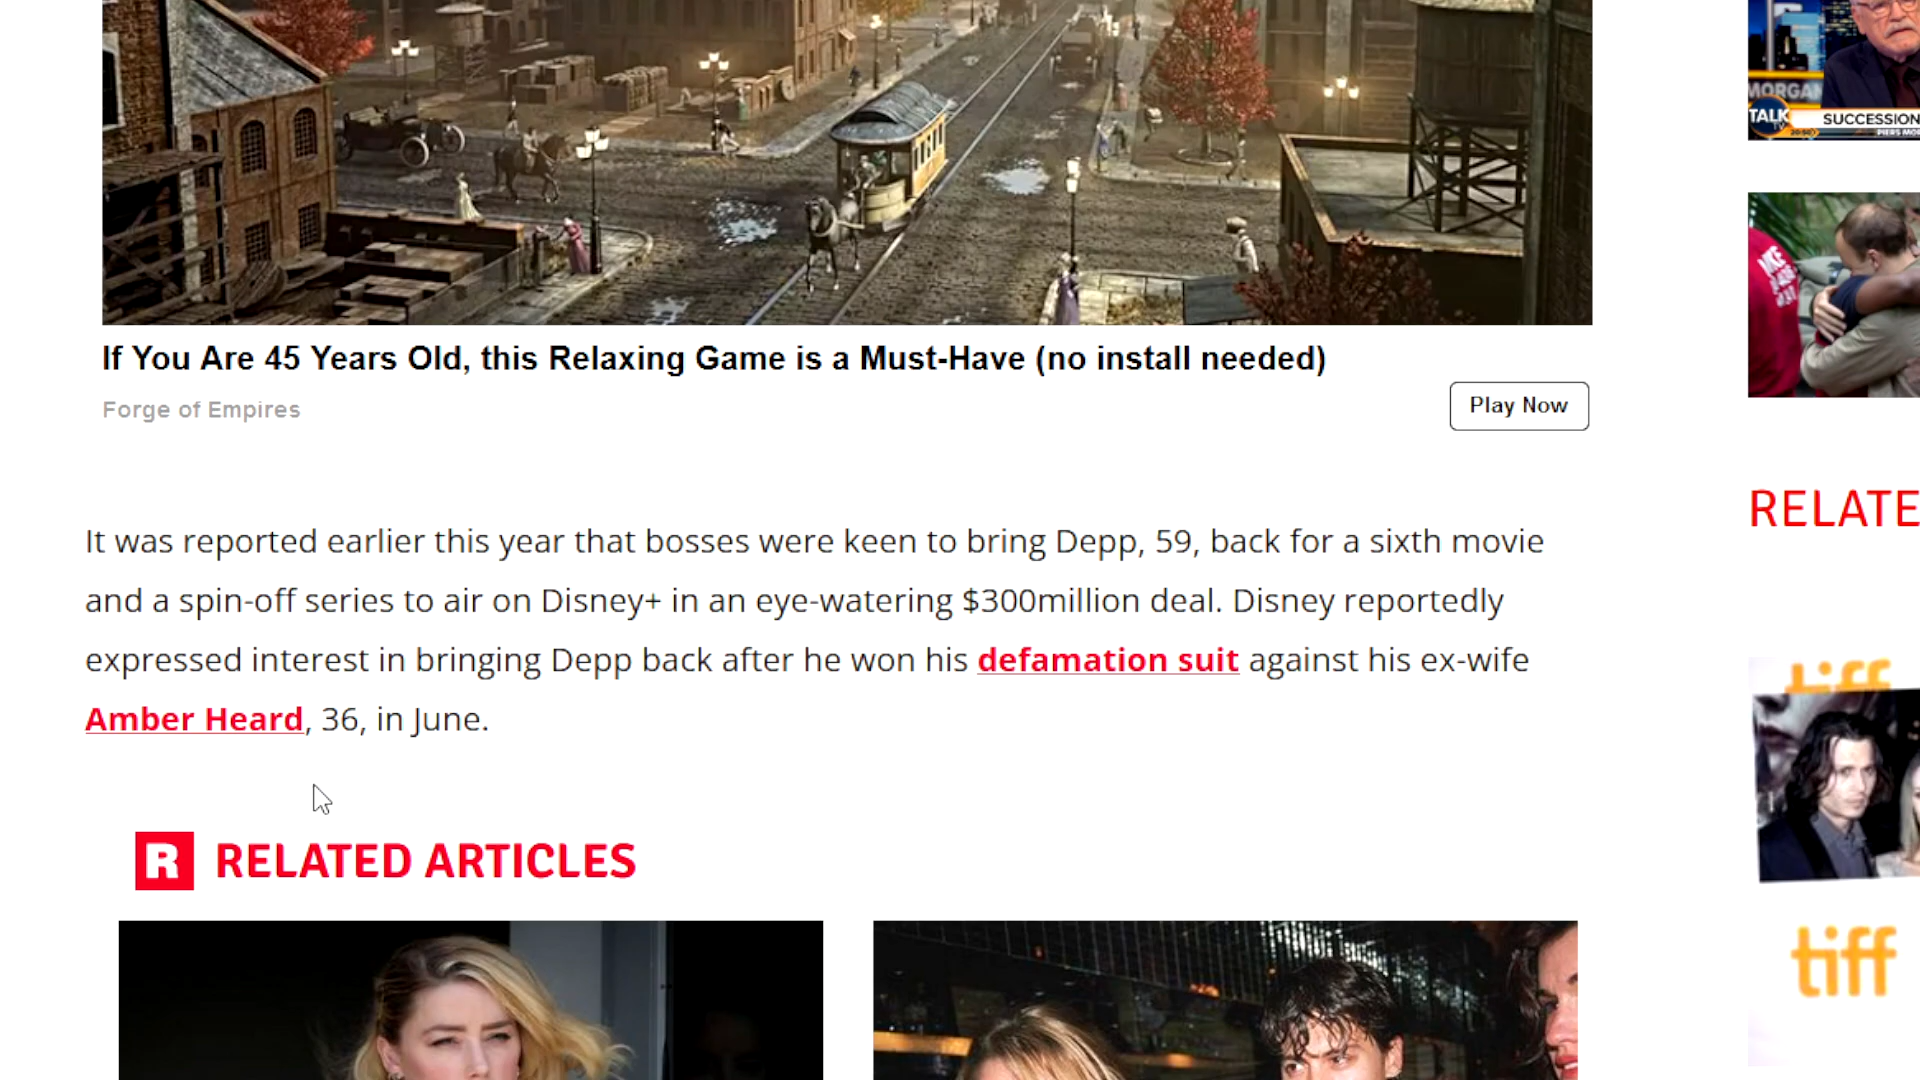 If You Are 45 Years Old, this Relaxing Game is a Must-Have (no install needed)
Forge of Empires
Play Now
It was reported earlier this year that bosses were keen to bring Depp, 59, back for a sixth movie
and a spin-off series to air on Disney+ in an eye-watering $300million deal. Disney reportedly
expressed interest in bringing Depp back after he won his defamation suit against his ex-wife
Amber Heard, 36, in June.
R RELATED ARTICLES
MORGAN
TALK
SUCCESSION
PIERS MO
RELATE
tiff
tiff